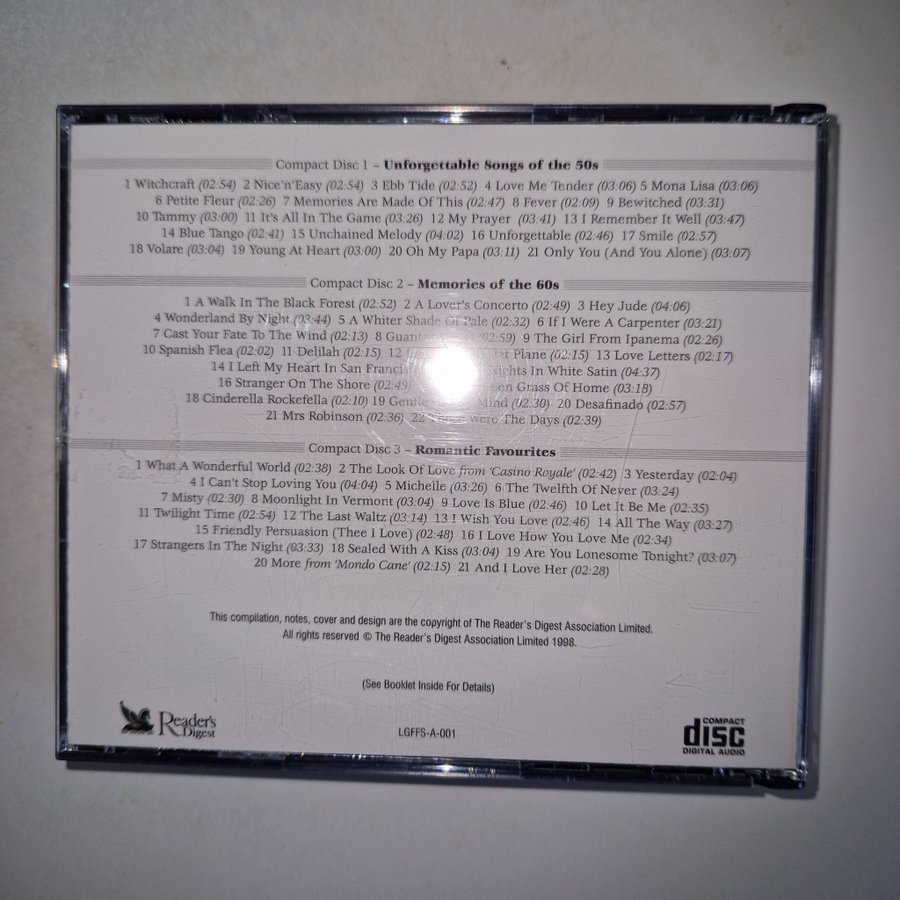 Compact Disc 1 – Unforgettable Songs of the 50s
1 Witchcraft (02:54) 2 Nice'n'Easy (02:54) 3 Ebb Tide (02:52) 4 Love Me Tender (03:06) 5 Mona Lisa (03:06)
6 Petite Fleur (02:26) 7 Memories Are Made Of This (02:47) 8 Fever (02:09) 9 Bewitched (03:31)
10 Tammy (03:00) 11 It's All In The Game (03:26) 12 My Prayer (03:41) 13 I Remember It Well (03:47)
14 Blue Tango (02:41) 15 Unchained Melody (04:02) 16 Unforgettable (02:46) 17 Smile (02:57)
18 Volare (03:04) 19 Young At Heart (03:00) 20 Oh My Papa (03:11) 21 Only You (And You Alone) (03:07)
Compact Disc 2 – Memories of the 60s
1 A Walk In The Black Forest (02:52) 2 A Lover's Concerto (02:49) 3 Hey Jude (04:06)
4 Wonderland By Night (03:44) 5 A Whiter Shade Of Pale (02:32) 6 If I Were A Carpenter (03:21)
7 Cast Your Fate To The Wind (02:13) 8 9 The Girl From Ipanema (02:26)
10 Spanish Flea (02:02) 11 Delilah (02:15) 12 Plane (02:15) 13 Love Letters (02:17)
14 I Left My Heart In San In White Satin (04:37)
16 Stranger On The Shore (02:49) Grass Of Home (03:18)
18 Cinderella Rockefella (02:10) 19 Gentle Mind (02:30) 20 Desafinado (02:57)
21 Mrs Robinson (02:36) 22 Those Were The Days (02:39)
Compact Disc 3 – Romantic Favourites
1 What A Wonderful World (02:38) 2 The Look Of Love from 'Casino Royale' (02:42) 3 Yesterday (02:04)
4 I Can't Stop Loving You (04:04) 5 Michelle (03:26) 6 The Twelfth Of Never (03:24)
7 Misty (02:30) 8 Moonlight In Vermont (03:04) 9 Love Is Blue (02:46) 10 Let It Be Me (02:35)
11 Twilight Time (02:54) 12 The Last Waltz (03:14) 13 I Wish You Love (02:46) 14 All The Way (03:27)
15 Friendly Persuasion (Thee I Love) (02:48) 16 I Love How You Love Me (02:34)
17 Strangers In The Night (03:33) 18 Sealed With A Kiss (03:04) 19 Are You Lonesome Tonight? (03:07)
20 More from 'Mondo Cane' (02:15) 21 And I Love Her (02:28)
This compilation, notes, cover and design are the copyright of The Reader's Digest Association Limited.
All rights reserved © The Reader's Digest Association Limited 1998.
(See Booklet Inside For Details)
Reader's
Digest
LGFFS-A-001
COMPACT
disc
DIGITAL AUDIO